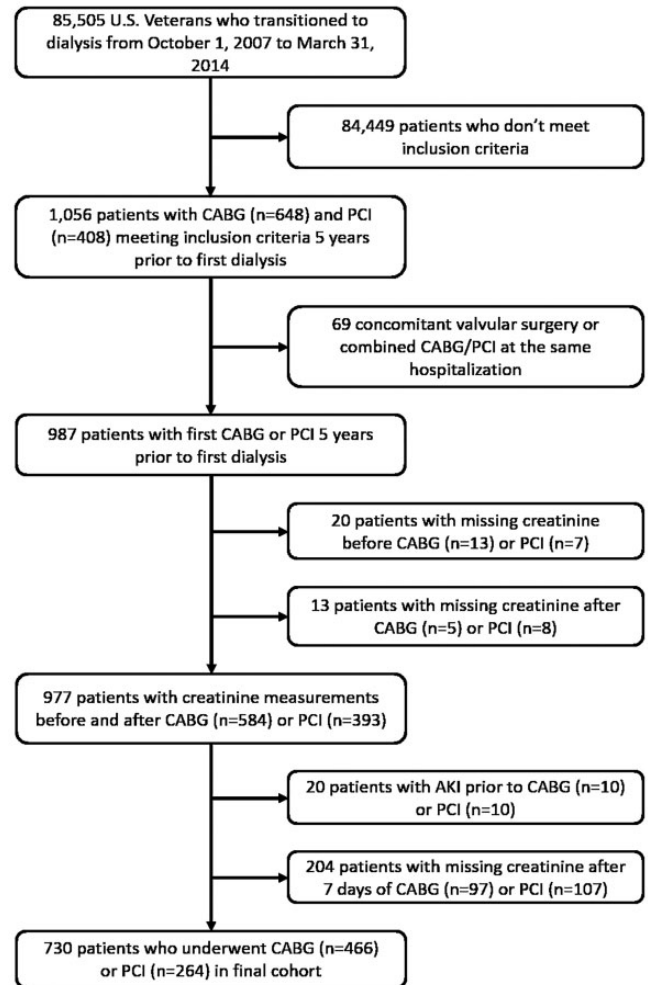 85,505 U.S. Veterans who transitioned to
dialysis from October 1, 2007 to March 31,
2014
84,449 patients who don't meet
inclusion criteria
1,056 patients with CABG (n=648) and PCI
(n=408) meeting inclusion criteria 5 years
prior to first dialysis
69 concomitant valvular surgery or
combined CABG/PCI at the same
hospitalization
987 patients with first CABG or PCI 5 years
prior to first dialysis
20 patients with missing creatinine
before CABG (n=13) or PCI (n=7)
13 patients with missing creatinine after
CABG (n=5) or PCI (n=8)
977 patients with creatinine measurements
before and after CABG (n=584) or PCI (n=393)
20 patients with AKI prior to CABG (n=10)
or PCI (n=10)
204 patients with missing creatinine after
7 days of CABG (n=97) or PCI (n=107)
730 patients who underwent CABG (n=466)
or PCI (n=264) in final cohort